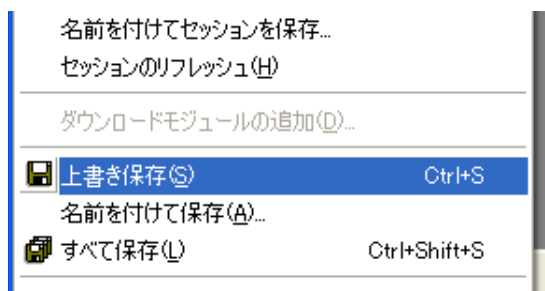 名前を付けてセッションを保存...
セッションのリフレッシュ(H)
ダウンロードモジュールの追加(D)...
上書き保存(S) Ctrl+S
名前を付けて保存(A)...
すべて保存(L) Ctrl+Shift+S